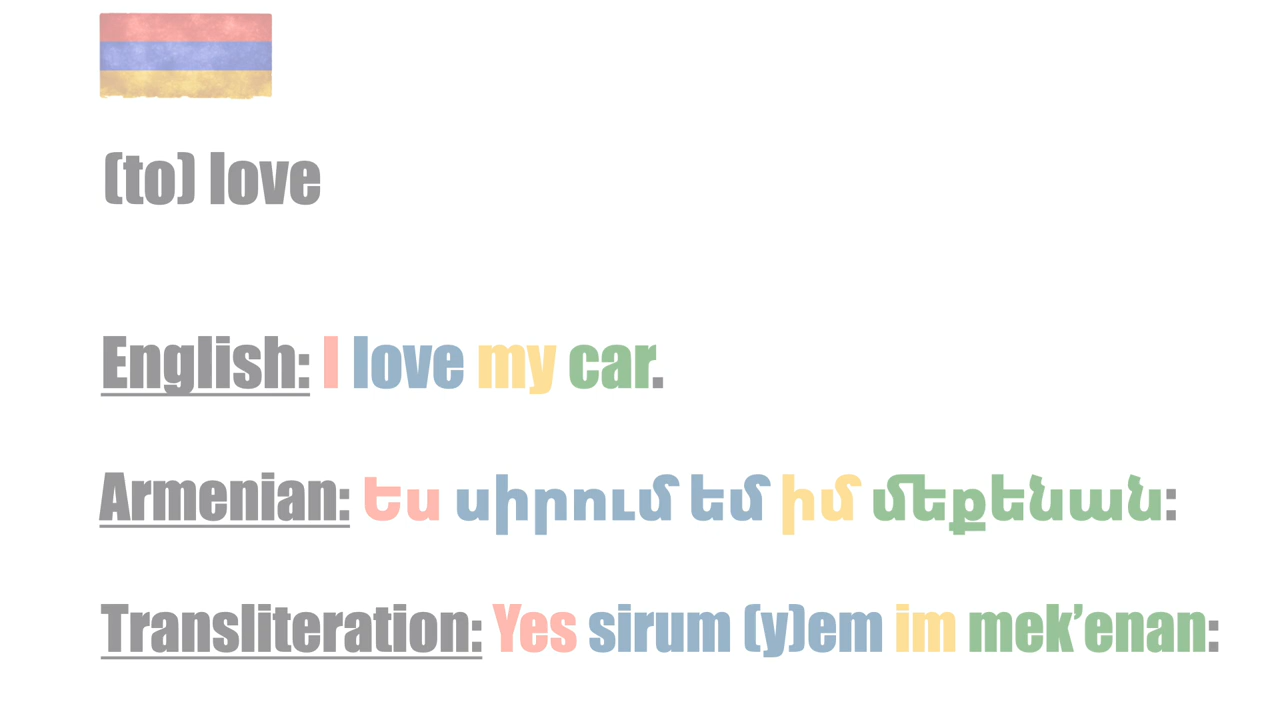 (to) love
English: I love my car.
Armenian: Ես սիրում եմ իմ մեքենան:
Transliteration: Yes sirum (y)em im mek’enan: